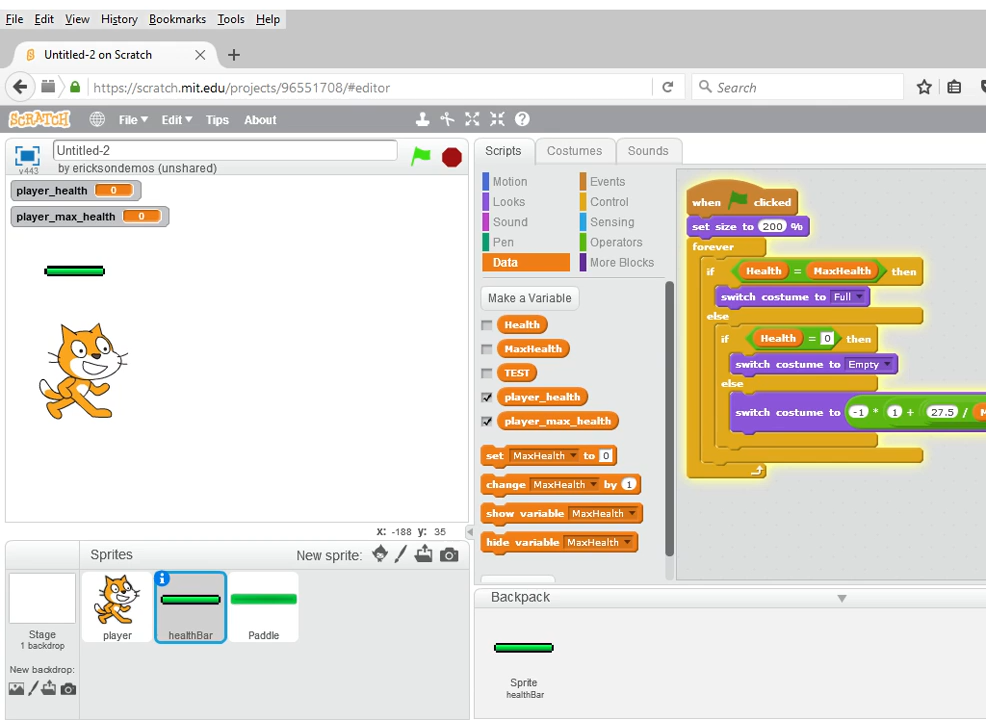 File Edit View History Bookmarks Tools Help
Untitled-2 on Scratch
https://scratch.mit.edu/projects/96551708/#editor
Search
SCRATCH File Edit Tips About
v443
Untitled-2
by ericksondemos (unshared)
player_health 0
player_max_health 0
x: -188 y: 35
Sprites New sprite:
Stage
1 backdrop
New backdrop:
player
healthBar
Paddle
Scripts Costumes Sounds
Motion Events
Looks Control
Sound Sensing
Pen Operators
Data More Blocks
Make a Variable
Health
MaxHealth
TEST
player_health
player_max_health
set MaxHealth to 0
change MaxHealth by 1
show variable MaxHealth
hide variable MaxHealth
when clicked
set size to 200 %
forever
if Health = MaxHealth then
switch costume to Full
else
if Health = 0 then
switch costume to Empty
else
switch costume to -1 * 1 + 27.5 / M
Backpack
Sprite
healthBar